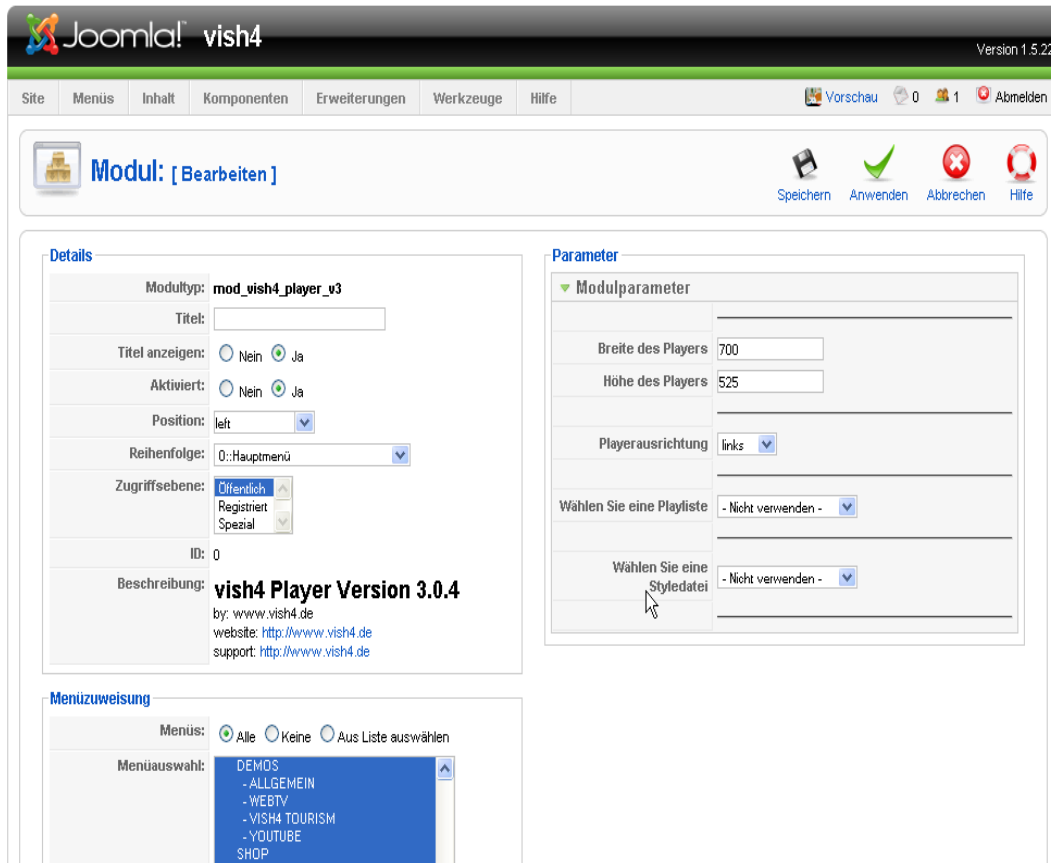 Joomla! vish4
Version 1.5.22
Site Menüs Inhalt Komponenten Erweiterungen Werkzeuge Hilfe Vorschau 0 1 Abmelden
Modul: [ Bearbeiten ]
Speichern Anwenden Abbrechen Hilfe
Details
Modultyp: mod_vish4_player_v3
Titel:
Titel anzeigen: Nein Ja
Aktiviert: Nein Ja
Position: left
Reihenfolge: 0::Hauptmenü
Zugriffsebene: Öffentlich
Registriert
Spezial
ID: 0
Beschreibung: vish4 Player Version 3.0.4
by: www.vish4.de
website: http://www.vish4.de
support: http://www.vish4.de
Parameter
Modulparameter
Breite des Players 700
Höhe des Players 525
Playerausrichtung links
Wählen Sie eine Playliste - Nicht verwenden -
Wählen Sie eine
Styledatei - Nicht verwenden -
Menüzuweisung
Menüs: Alle Keine Aus Liste auswählen
Menüauswahl: DEMOS
- ALLGEMEIN
- WEBTV
- VISH4 TOURISM
- YOUTUBE
SHOP